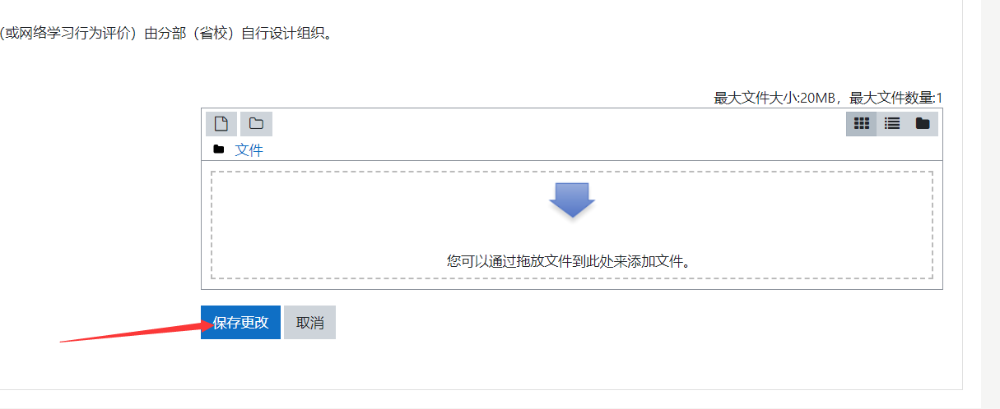 （或网络学习行为评价）由分部（省校）自行设计组织。
最大文件大小:20MB，最大文件数量:1
文件
您可以通过拖放文件到此处来添加文件。
保存更改 取消